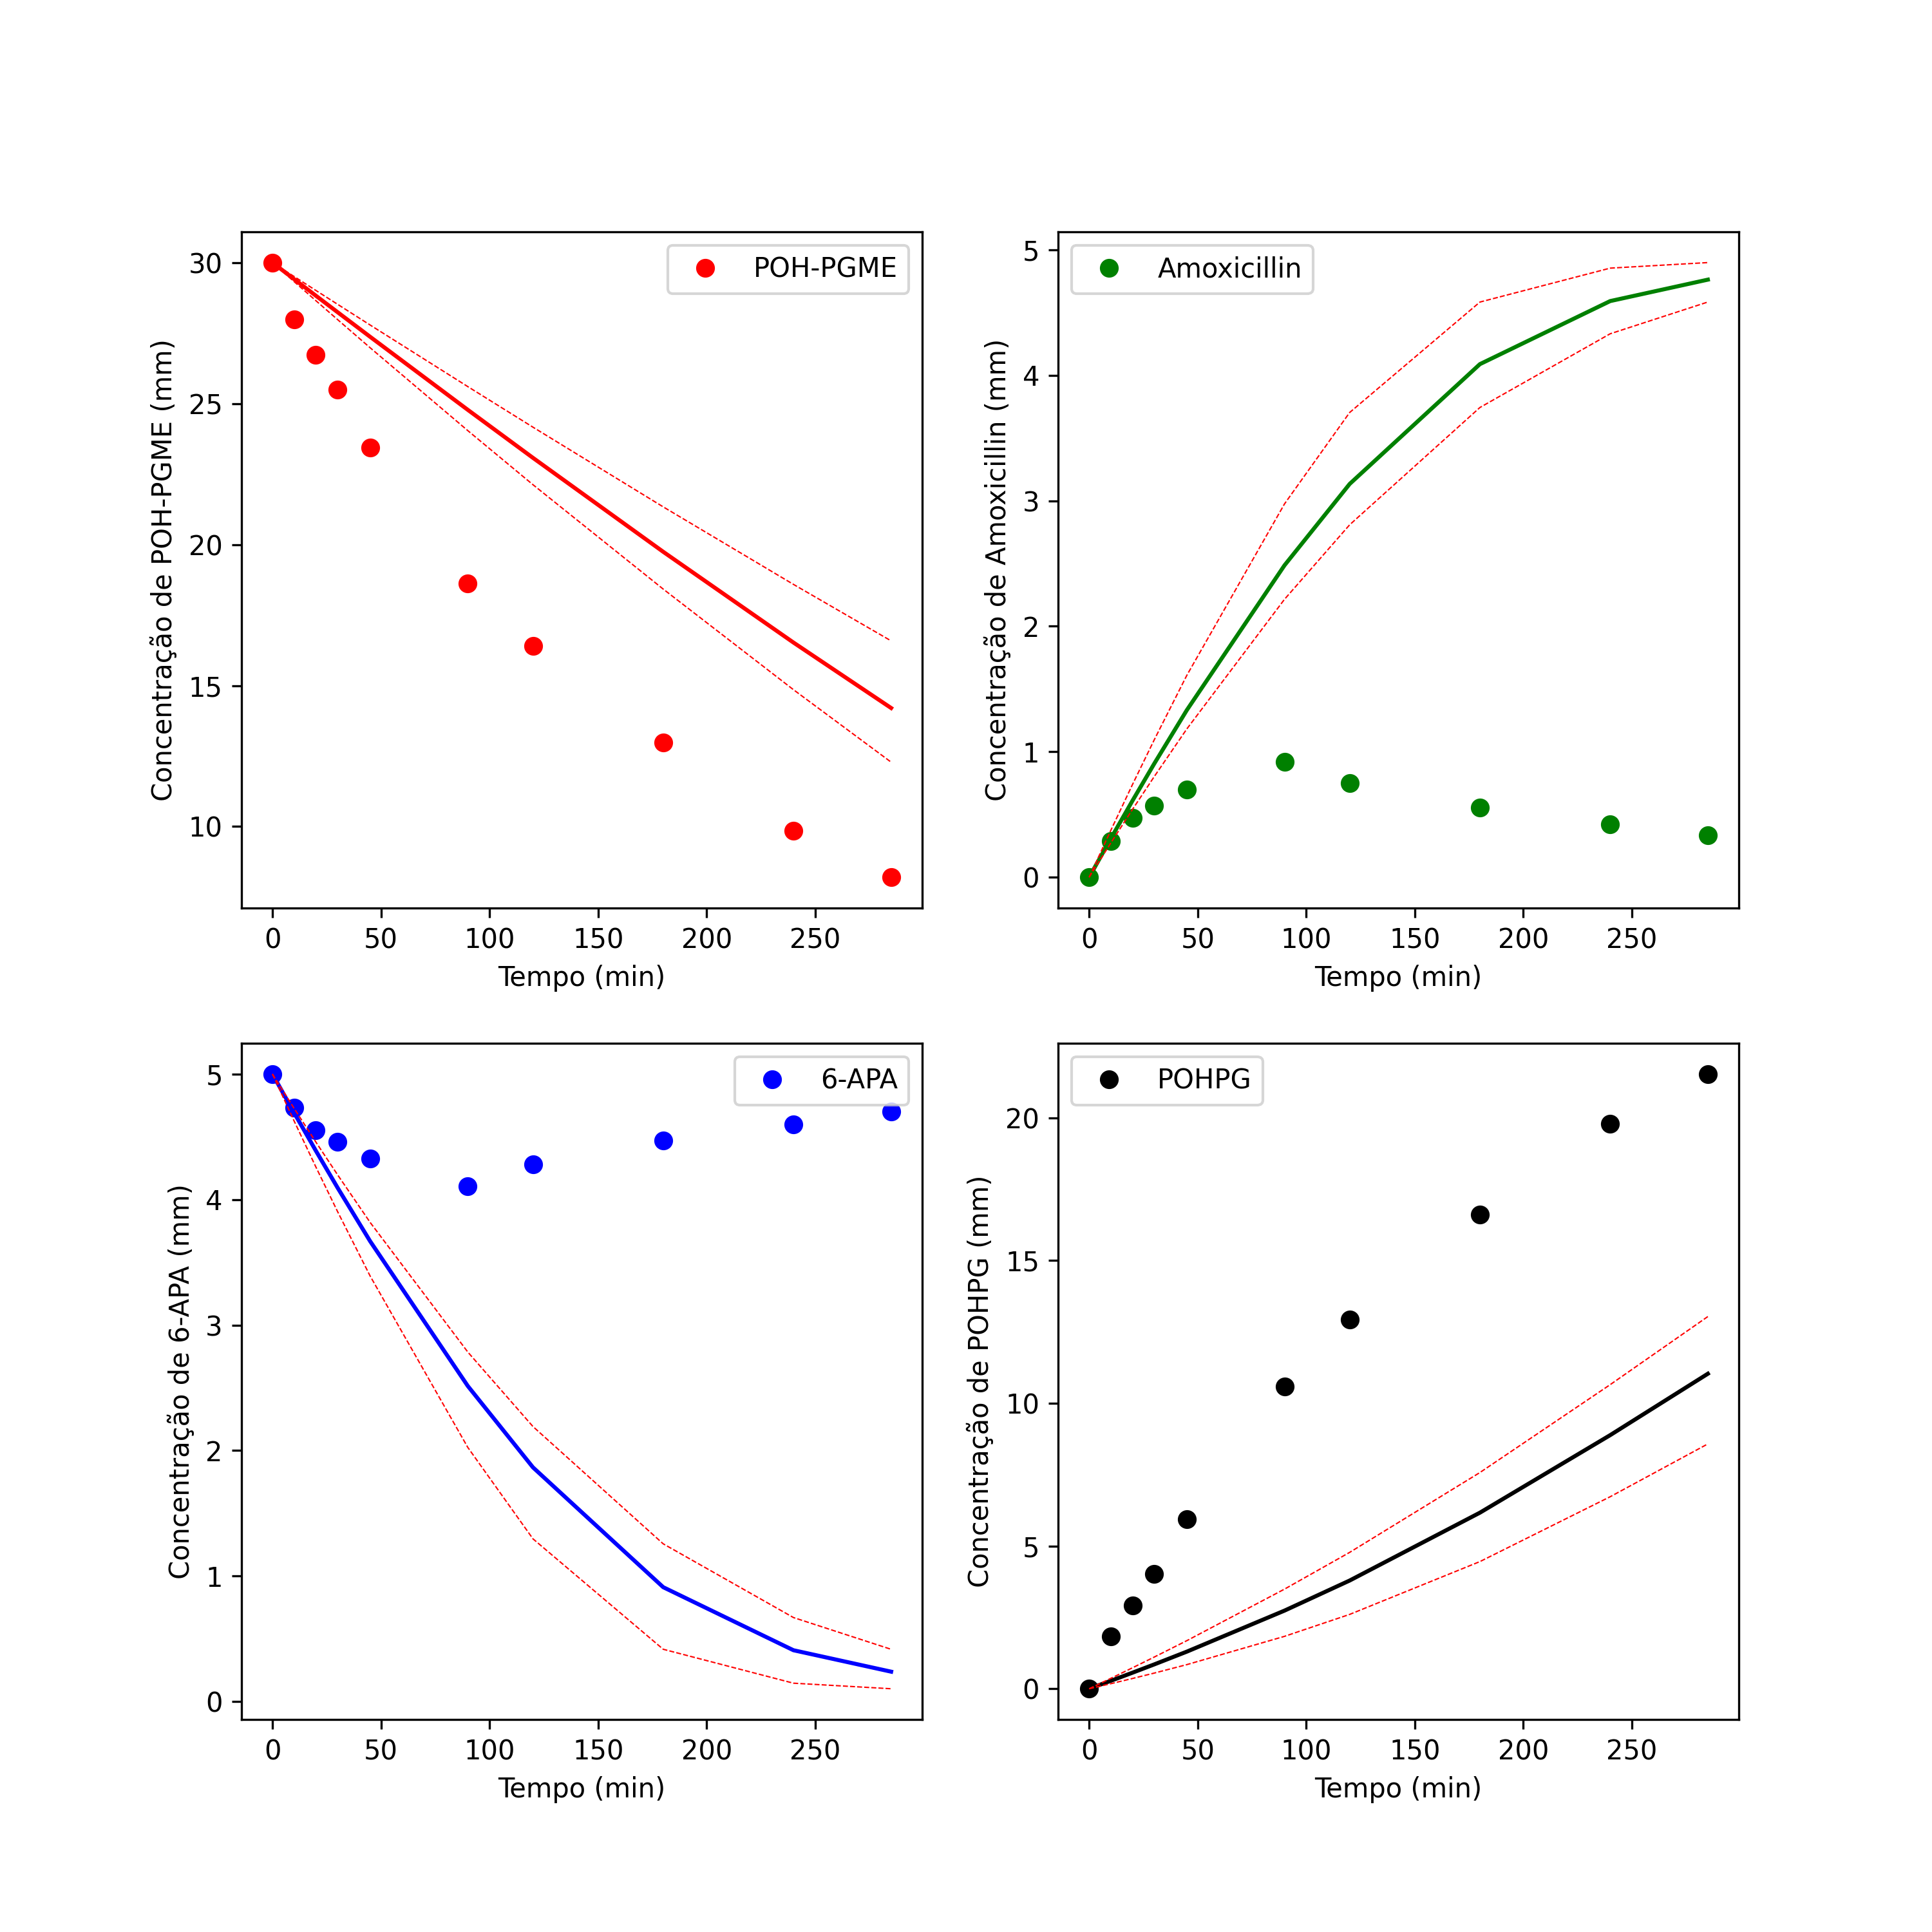 POH-PGME
Concentração de POH-PGME (mm)
30
25
20
15
10
0 50 100 150 200 250
Tempo (min)
Amoxicillin
Concentração de Amoxicillin (mm)
5
4
3
2
1
0
0 50 100 150 200 250
Tempo (min)
6-APA
Concentração de 6-APA (mm)
5
4
3
2
1
0
0 50 100 150 200 250
Tempo (min)
POHPG
Concentração de POHPG (mm)
20
15
10
5
0
0 50 100 150 200 250
Tempo (min)